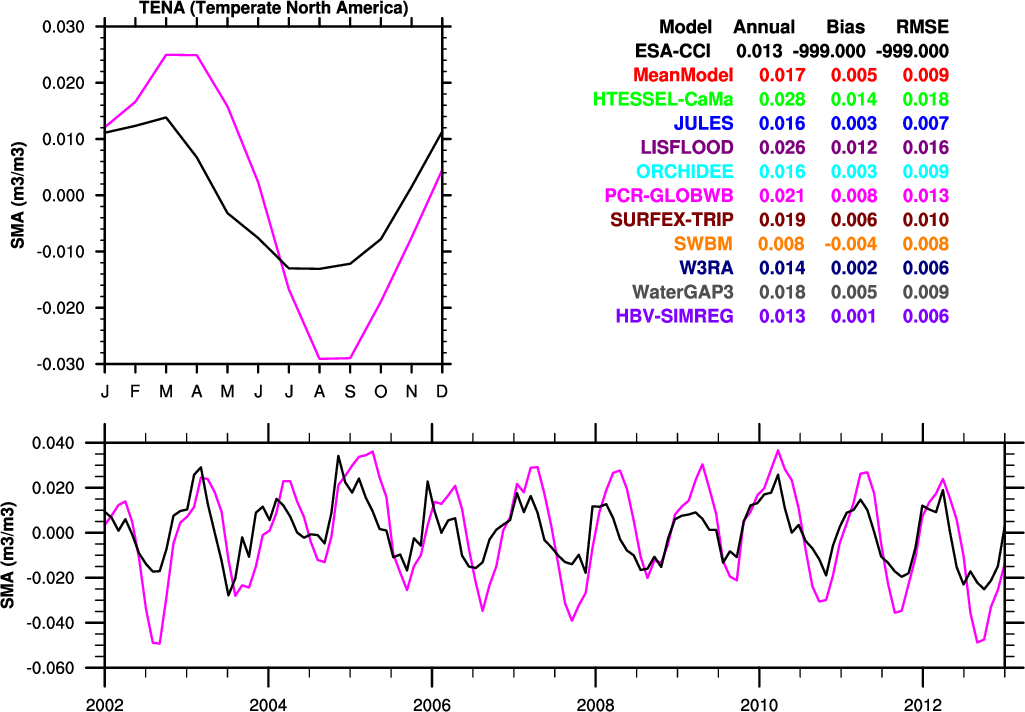 TENA (Temperate North America)
0.030
0.020
0.010
0.000
-0.010
-0.020
-0.030
SMA (m3/m3)
J F M A M J J A S O N D
Model Annual Bias RMSE
ESA-CCI 0.013 -999.000 -999.000
MeanModel 0.017 0.005 0.009
HTESSEL-CaMa 0.028 0.014 0.018
JULES 0.016 0.003 0.007
LISFLOOD 0.026 0.012 0.016
ORCHIDEE 0.016 0.003 0.009
PCR-GLOBWB 0.021 0.008 0.013
SURFEX-TRIP 0.019 0.006 0.010
SWBM 0.008 -0.004 0.008
W3RA 0.014 0.002 0.006
WaterGAP3 0.018 0.005 0.009
HBV-SIMREG 0.013 0.001 0.006
0.040
0.020
0.000
-0.020
-0.040
-0.060
SMA (m3/m3)
2002 2004 2006 2008 2010 2012